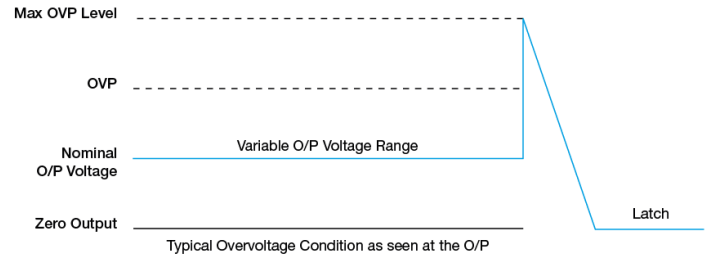 Max OVP Level
OVP
Variable O/P Voltage Range
Nominal
O/P Voltage
Zero Output
Latch
Typical Overvoltage Condition as seen at the O/P